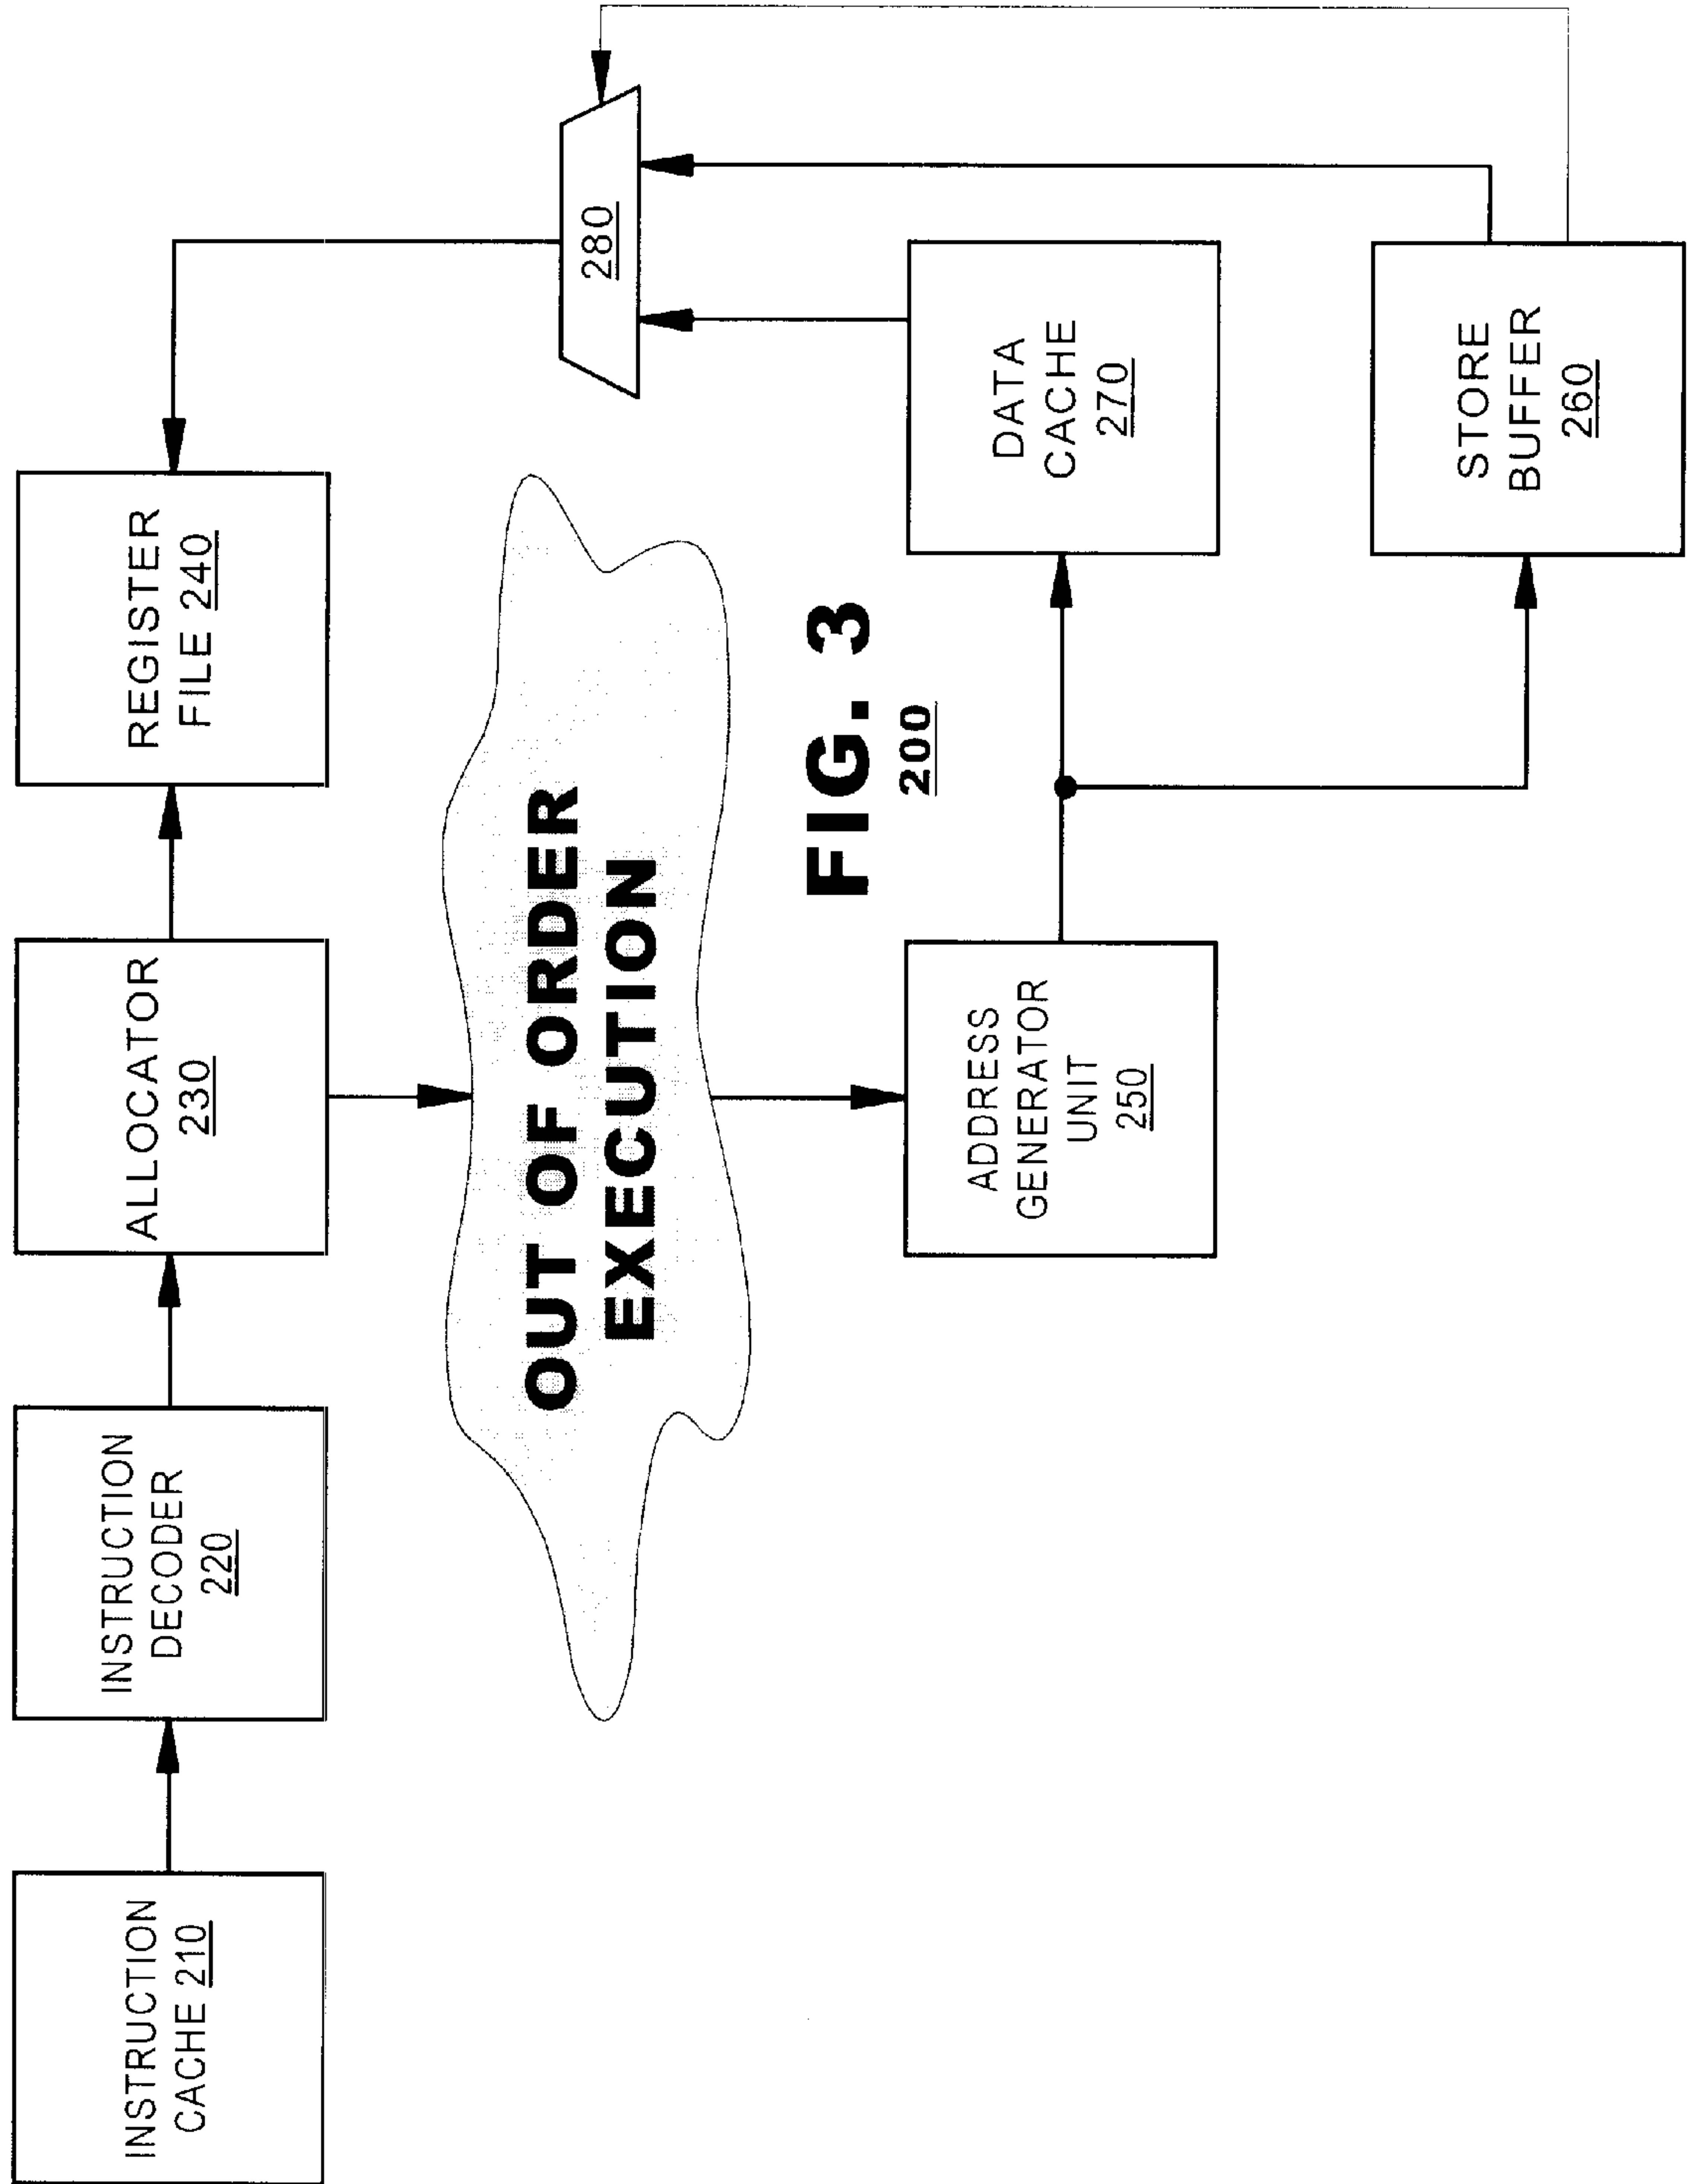 INSTRUCTION
CACHE 210
INSTRUCTION
DECODER
220
ALLOCATOR
230
REGISTER
FILE 240
OUT OF ORDER
EXECUTION
280
ADDRESS
GENERATOR
UNIT
250
DATA
CACHE
270
STORE
BUFFER
260
FIG. 3
200